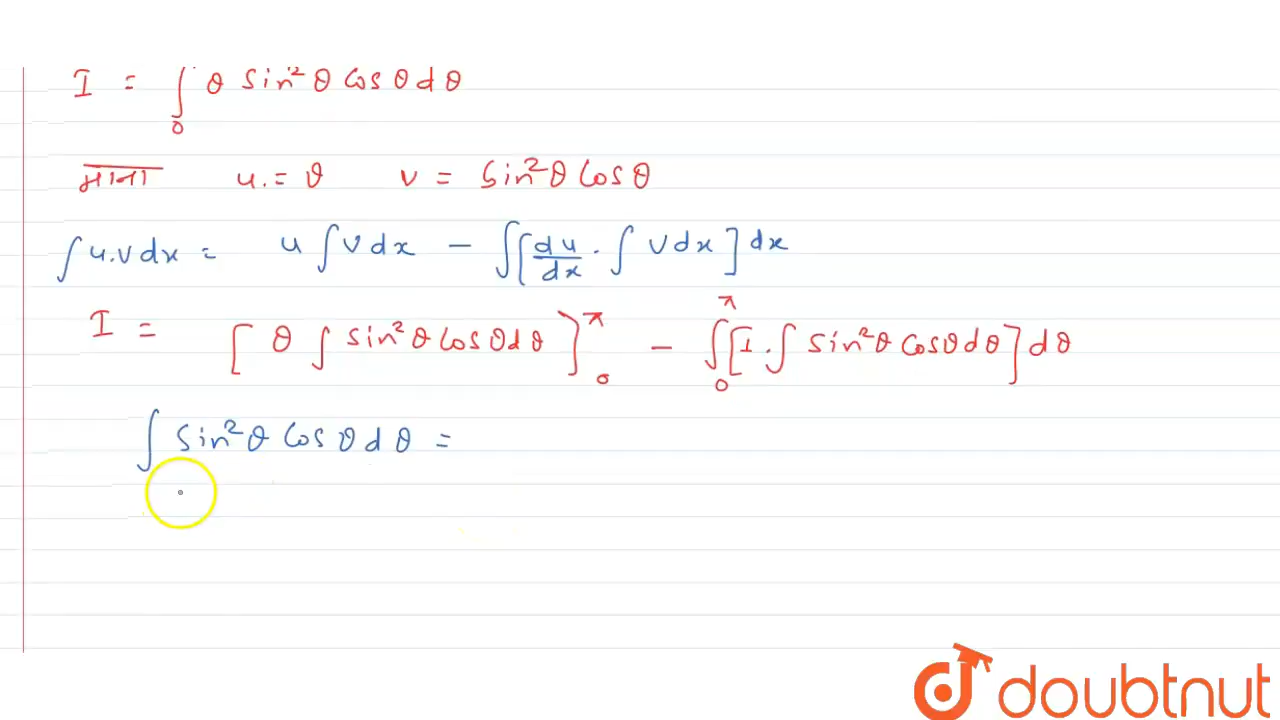 I = ∫₀ θ sin²θ cosθ dθ
माना u = θ v = sin²θ cosθ
∫ u.v dx = u ∫ v dx - ∫ [du/dx . ∫ v dx] dx
I = [θ ∫ sin²θ cosθ dθ]₀^π - ∫₀^π [1. ∫ sin²θ cosθ dθ] dθ
∫ sin²θ cosθ dθ =
doubtnut